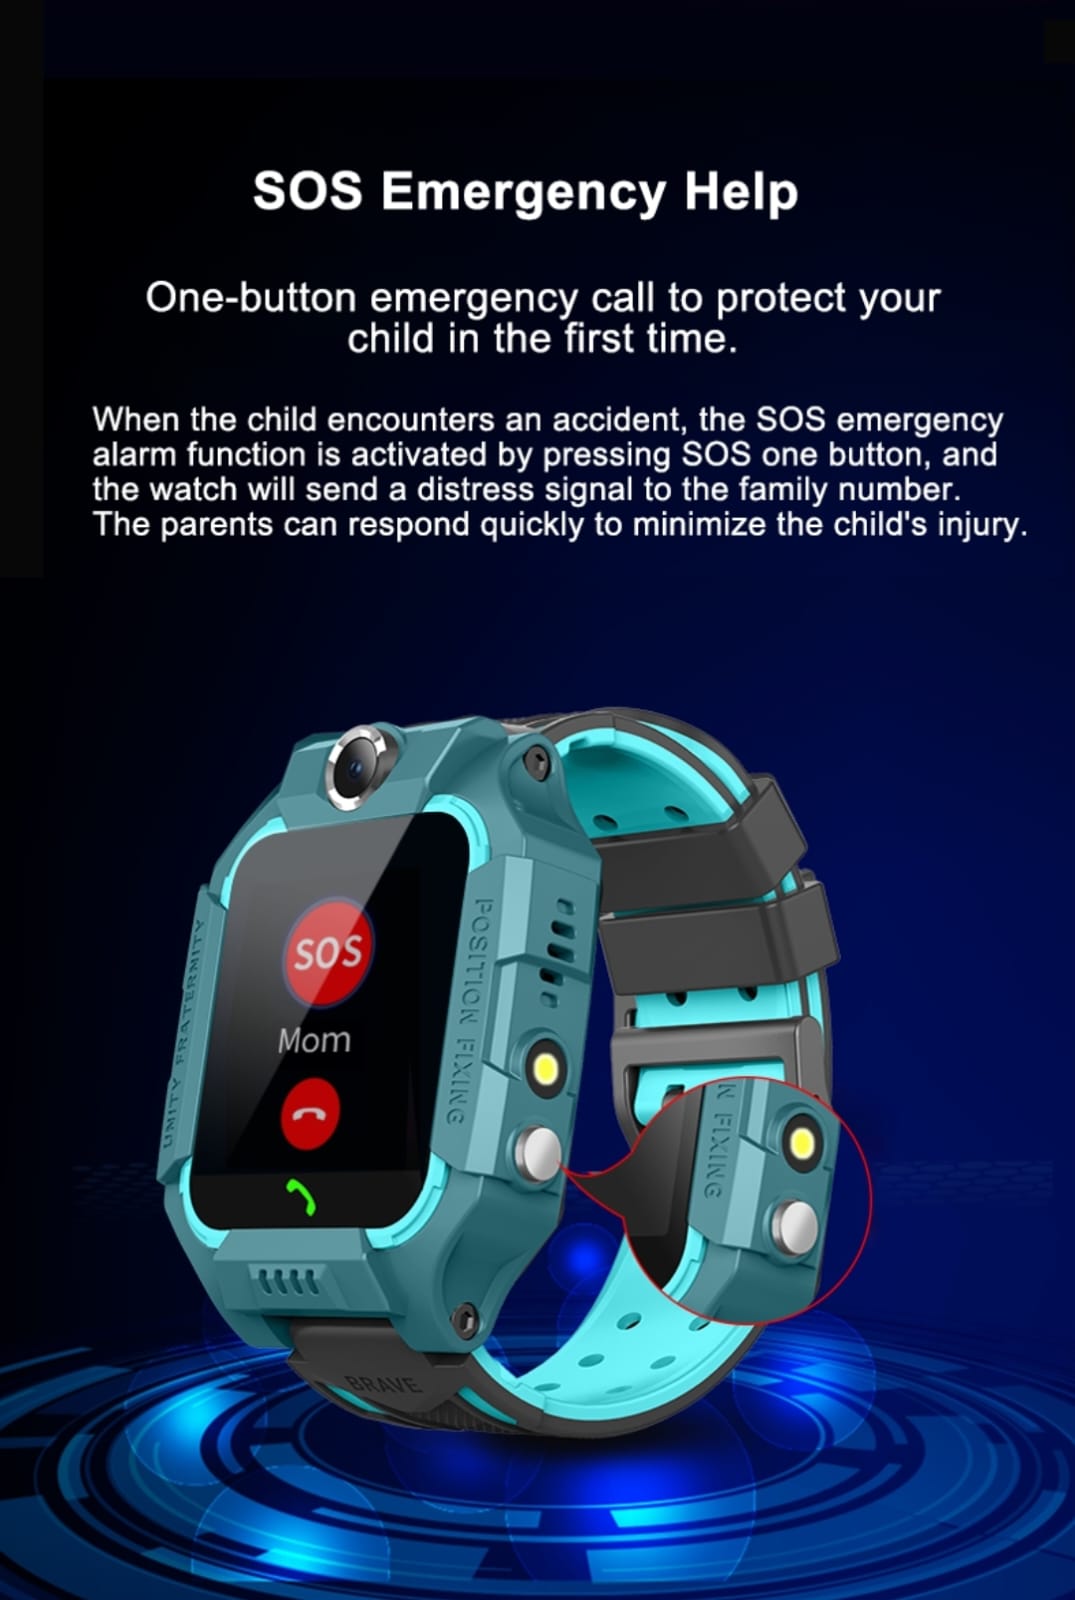 SOS Emergency Help
One-button emergency call to protect your
child in the first time.
When the child encounters an accident, the SOS emergency
alarm function is activated by pressing SOS one button, and
the watch will send a distress signal to the family number.
The parents can respond quickly to minimize the child's injury.
SOS
Mom
POSITION FIXING
UMITY FRATERMITY
N FIXING
BRAVE